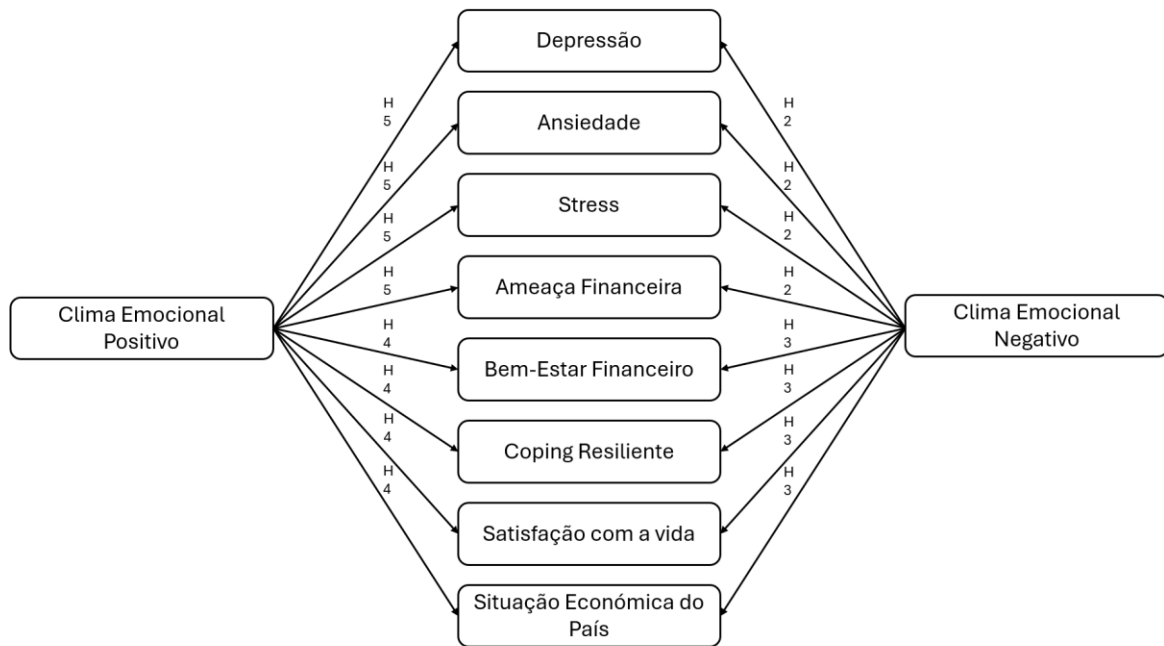 Depressão
H
5
H
2
Ansiedade
H
5
H
2
Stress
H
5
H
2
Ameaça Financeira
H
5
H
2
Clima Emocional
Positivo
Clima Emocional
Negativo
H
4
H
3
Bem-Estar Financeiro
H
4
H
3
Coping Resiliente
H
4
H
3
H
4
H
3
Satisfação com a vida
Situação Económica do
País